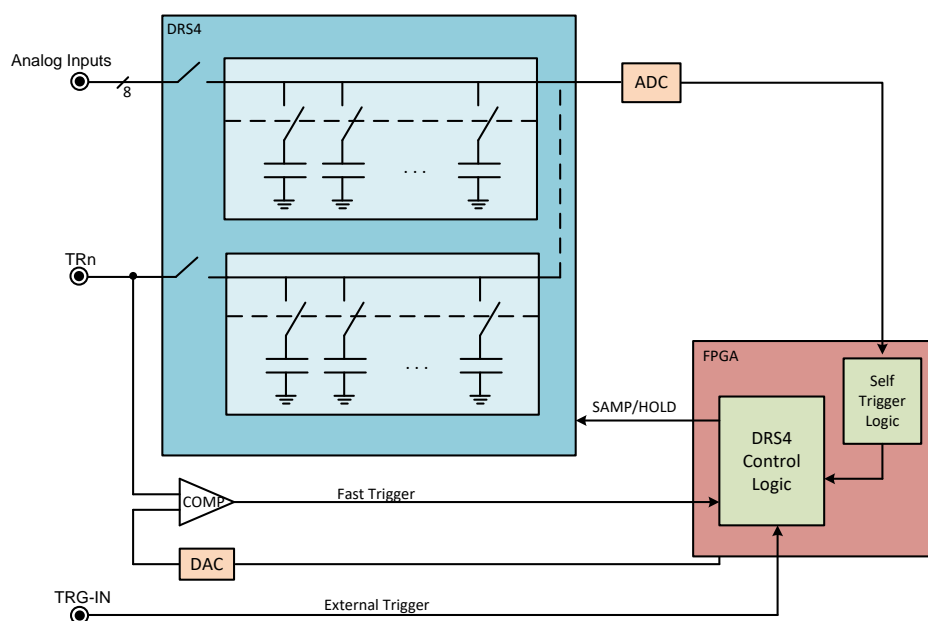 DRS4
Analog Inputs
8
ADC
. . .
TRn
. . .
FPGA
Self
Trigger
Logic
SAMP/HOLD
DRS4
Control
Logic
COMP
Fast Trigger
DAC
TRG-IN
External Trigger